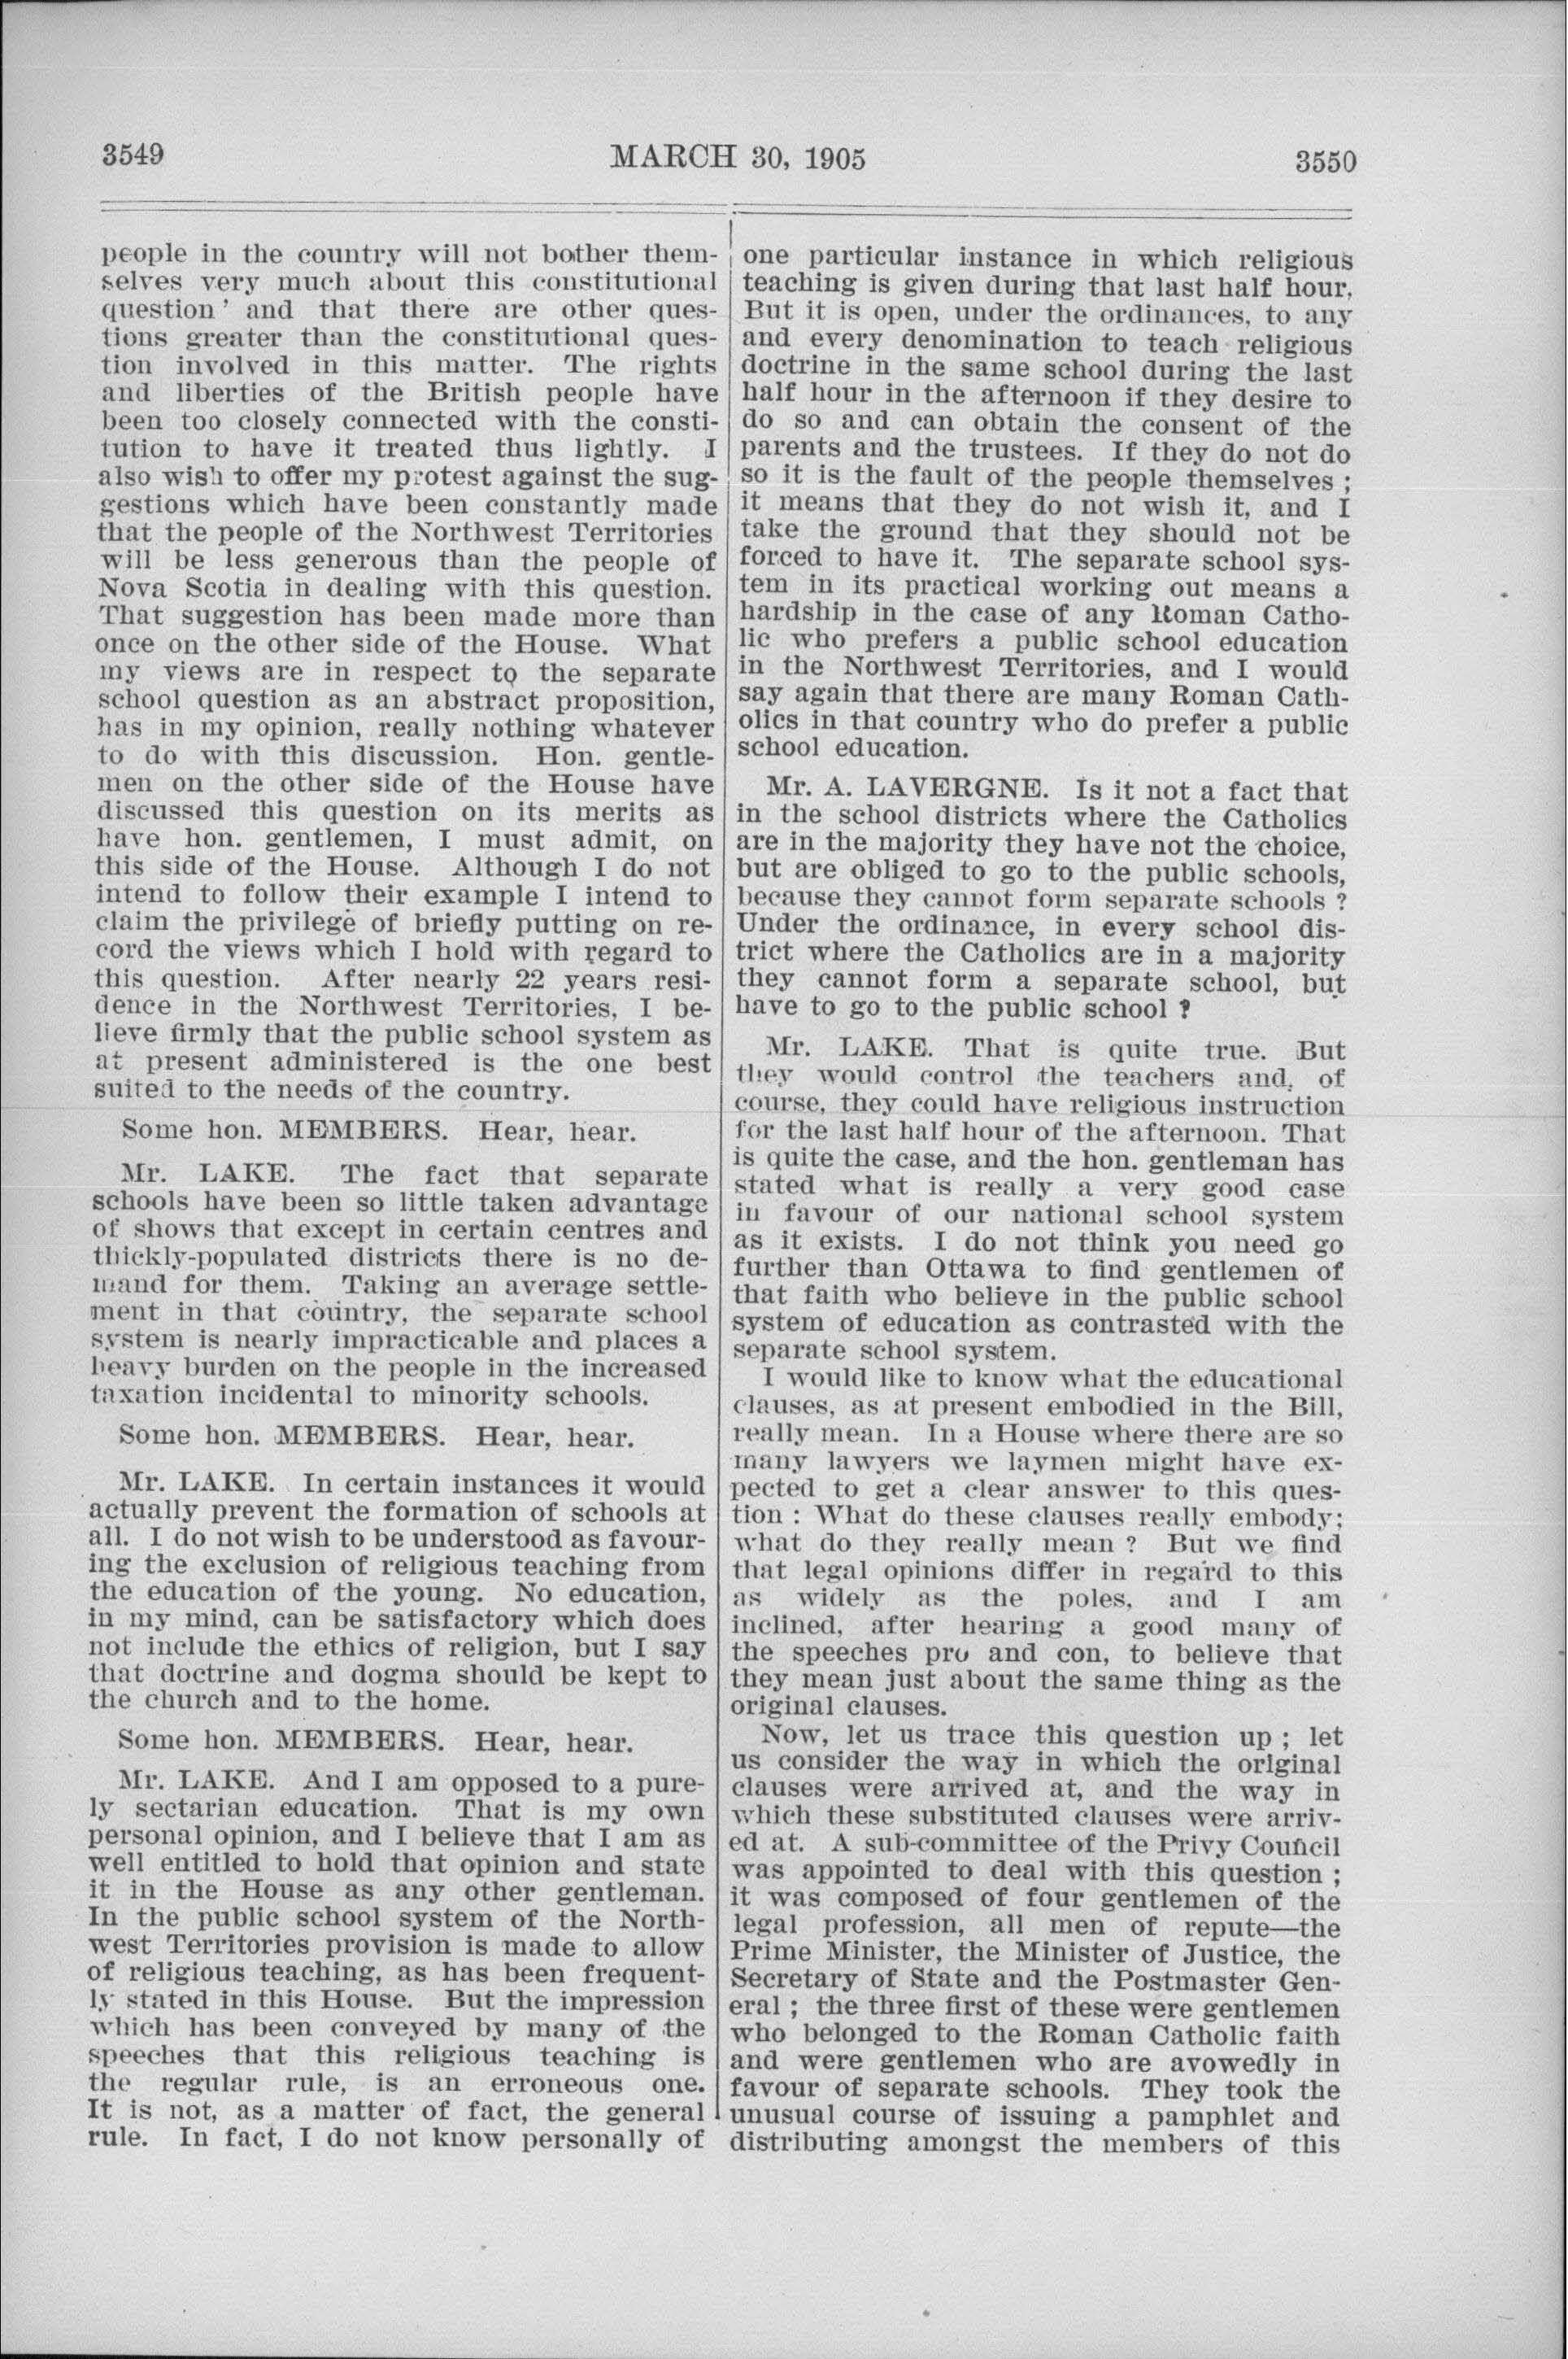 3549
MARCH 30, 1905
3550
people in the country will not bother them-
selves very much about this constitutional
question ' and that there are other ques-
tions greater than the constitutional ques-
tion involved in this matter. The rights
and liberties of the British people have
been too closely connected with the consti-
tution to have it treated thus lightly. I
also wish to offer my protest against the sug-
gestions which have been constantly made
that the people of the Northwest Territories
will be less generous than the people of
Nova Scotia in dealing with this question.
That suggestion has been made more than
once on the other side of the House. What
my views are in respect to the separate
school question as an abstract proposition,
has in my opinion, really nothing whatever
to do with this discussion. Hon. gentle-
men on the other side of the House have
discussed this question on its merits as
have hon. gentlemen, I must admit, on
this side of the House. Although I do not
intend to follow their example I intend to
claim the privilege of briefly putting on re-
cord the views which I hold with regard to
this question. After nearly 22 years resi-
dence in the Northwest Territories, I be-
lieve firmly that the public school system as
at present administered is the one best
suited to the needs of the country.
Some hon. MEMBERS. Hear, hear.
Mr. LAKE. The fact that separate
schools have been so little taken advantage
of shows that except in certain centres and
thickly-populated districts there is no de-
mand for them. Taking an average settle-
ment in that country, the separate school
system is nearly impracticable and places a
heavy burden on the people in the increased
taxation incidental to minority schools.
Some hon. MEMBERS. Hear, hear.
Mr. LAKE. In certain instances it would
actually prevent the formation of schools at
all. I do not wish to be understood as favour-
ing the exclusion of religious teaching from
the education of the young. No education,
in my mind, can be satisfactory which does
not include the ethics of religion, but I say
that doctrine and dogma should be kept to
the church and to the home.
Some hon. MEMBERS. Hear, hear.
Mr. LAKE. And I am opposed to a pure-
ly sectarian education. That is my own
personal opinion, and I believe that I am as
well entitled to hold that opinion and state
it in the House as any other gentleman.
In the public school system of the North-
west Territories provision is made to allow
of religious teaching, as has been frequent-
ly stated in this House. But the impression
which has been conveyed by many of the
speeches that this religious teaching is
the regular rule, is an erroneous one.
It is not, as a matter of fact, the general
rule. In fact, I do not know personally of
one particular instance in which religious
teaching is given during that last half hour.
But it is open, under the ordinances, to any
and every denomination to teach religious
doctrine in the same school during the last
half hour in the afternoon if they desire to
do so and can obtain the consent of the
parents and the trustees. If they do not do
so it is the fault of the people themselves ;
it means that they do not wish it, and I
take the ground that they should not be
forced to have it. The separate school sys-
tem in its practical working out means a
hardship in the case of any Roman Catho-
lic who prefers a public school education
in the Northwest Territories, and I would
say again that there are many Roman Cath-
olics in that country who do prefer a public
school education.
Mr. A. LAVERGNE. Is it not a fact that
in the school districts where the Catholics
are in the majority they have not the choice,
but are obliged to go to the public schools,
because they cannot form separate schools ?
Under the ordinance, in every school dis-
trict where the Catholics are in a majority
they cannot form a separate school, but
have to go to the public school ?
Mr. LAKE. That is quite true. But
they would control the teachers and, of
course, they could have religious instruction
for the last half hour of the afternoon. That
is quite the case, and the hon. gentleman has
stated what is really a very good case
in favour of our national school system
as it exists. I do not think you need go
further than Ottawa to find gentlemen of
that faith who believe in the public school
system of education as contrasted with the
separate school system.
I would like to know what the educational
clauses, as at present embodied in the Bill,
really mean. In a House where there are so
many lawyers we laymen might have ex-
pected to get a clear answer to this ques-
tion : What do these clauses really embody;
what do they really mean ? But we find
that legal opinions differ in regard to this
as widely as the poles, and I am
inclined, after hearing a good many of
the speeches pro and con, to believe that
they mean just about the same thing as the
original clauses.
Now, let us trace this question up ; let
us consider the way in which the original
clauses were arrived at, and the way in
which these substituted clauses were arriv-
ed at. A sub-committee of the Privy Council
was appointed to deal with this question ;
it was composed of four gentlemen of the
legal profession, all men of repute—the
Prime Minister, the Minister of Justice, the
Secretary of State and the Postmaster Gen-
eral ; the three first of these were gentlemen
who belonged to the Roman Catholic faith
and were gentlemen who are avowedly in
favour of separate schools. They took the
unusual course of issuing a pamphlet and
distributing amongst the members of this